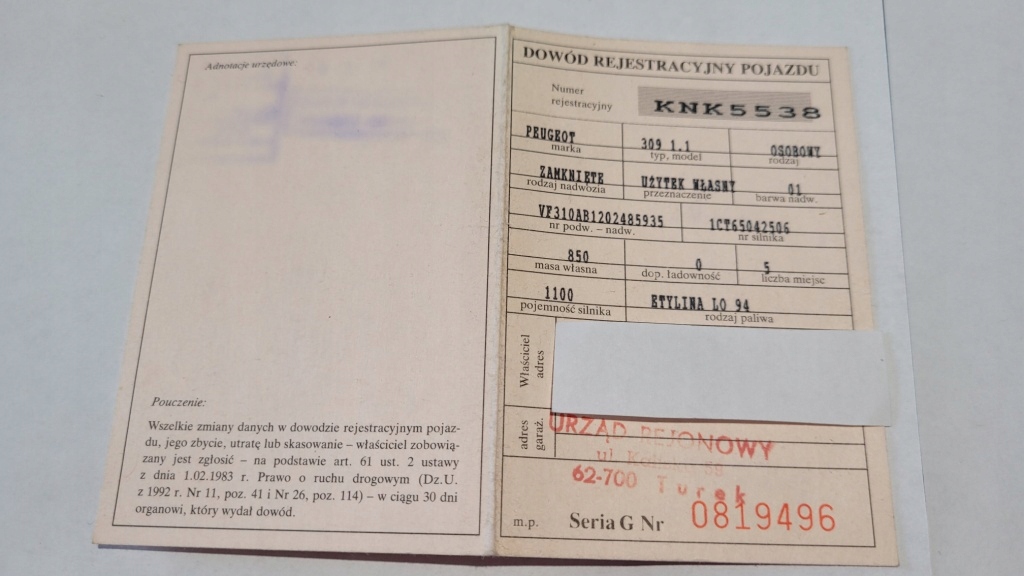 Adnotacje urzędowe:
Pouczenie:
Wszelkie zmiany danych w dowodzie rejestracyjnym pojaz-
du, jego zbycie, utratę lub skasowanie – właściciel zobowią-
zany jest zgłosić – na podstawie art. 61 ust. 2 ustawy
z dnia 1.02.1983 r. Prawo o ruchu drogowym (Dz.U.
z 1992 r. Nr 11, poz. 41 i Nr 26, poz. 114) – w ciągu 30 dni
organowi, który wydał dowód.
DOWÓD REJESTRACYJNY POJAZDU
Numer
rejestracyjny
KNK5538
PEUGEOT 309 1.1 OSOBOWY
marka typ, model rodzaj
ZAMKNIĘTE UŻYTEK WŁASNY 01
rodzaj nadwozia przeznaczenie barwa nadw.
VF310AB1202485935 1CT65042506
nr podw. – nadw. nr silnika
850 0 5
masa własna dop. ładowność liczba miejsc
1100 ETYLINA LO 94
pojemność silnika rodzaj paliwa
Właściciel
adres
adres
garaż.
URZĄD REJONOWY
ul.
62-700 Turek
m.p. Seria G Nr 0819496